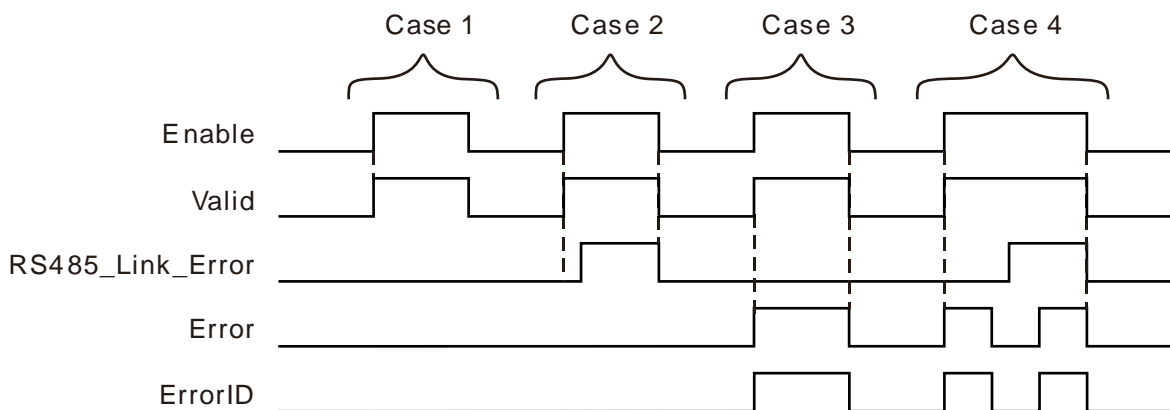 Case 1 Case 2 Case 3 Case 4
Enable
Valid
RS485_Link_Error
Error
ErrorID